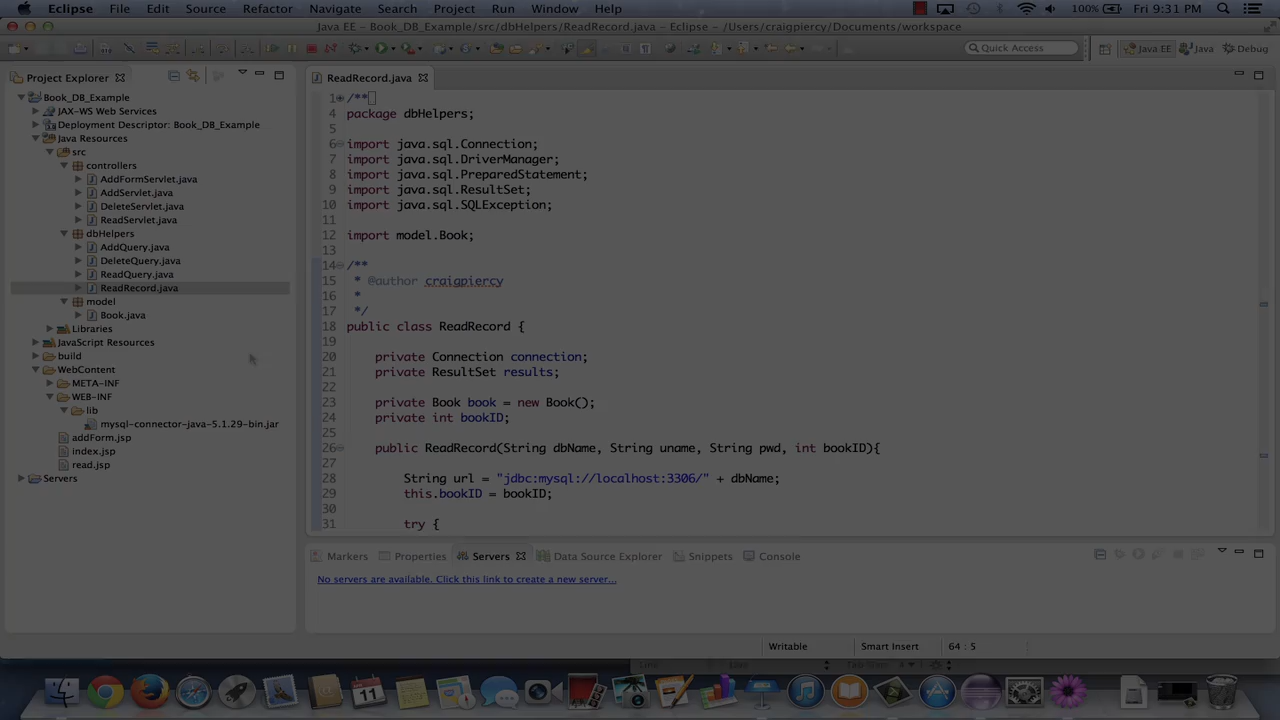 Eclipse File Edit Source Refactor Navigate Search Project Run Window Help 100% Fri 9:31 PM
Java EE – Book_DB_Example/src/dbHelpers/ReadRecord.java – Eclipse – /Users/craigpiercy/Documents/workspace
Quick Access Java EE Java Debug
Project Explorer
Book_DB_Example
JAX-WS Web Services
Deployment Descriptor: Book_DB_Example
Java Resources
src
controllers
AddFormServlet.java
AddServlet.java
DeleteServlet.java
ReadServlet.java
dbHelpers
AddQuery.java
DeleteQuery.java
ReadQuery.java
ReadRecord.java
model
Book.java
Libraries
JavaScript Resources
build
WebContent
META-INF
WEB-INF
lib
mysql-connector-java-5.1.29-bin.jar
addForm.jsp
index.jsp
read.jsp
Servers
ReadRecord.java
1 /**
4 package dbHelpers;
5
6 import java.sql.Connection;
7 import java.sql.DriverManager;
8 import java.sql.PreparedStatement;
9 import java.sql.ResultSet;
10 import java.sql.SQLException;
11
12 import model.Book;
13
14 /**
15 * @author craigpiercy
16 *
17 */
18 public class ReadRecord {
19
20 private Connection connection;
21 private ResultSet results;
22
23 private Book book = new Book();
24 private int bookID;
25
26 public ReadRecord(String dbName, String uname, String pwd, int bookID){
27
28 String url = "jdbc:mysql://localhost:3306/" + dbName;
29 this.bookID = bookID;
30
31 try {
Markers Properties Servers Data Source Explorer Snippets Console
No servers are available. Click this link to create a new server...
Writable Smart Insert 64 : 5
Line Java Tab Size: 4
11